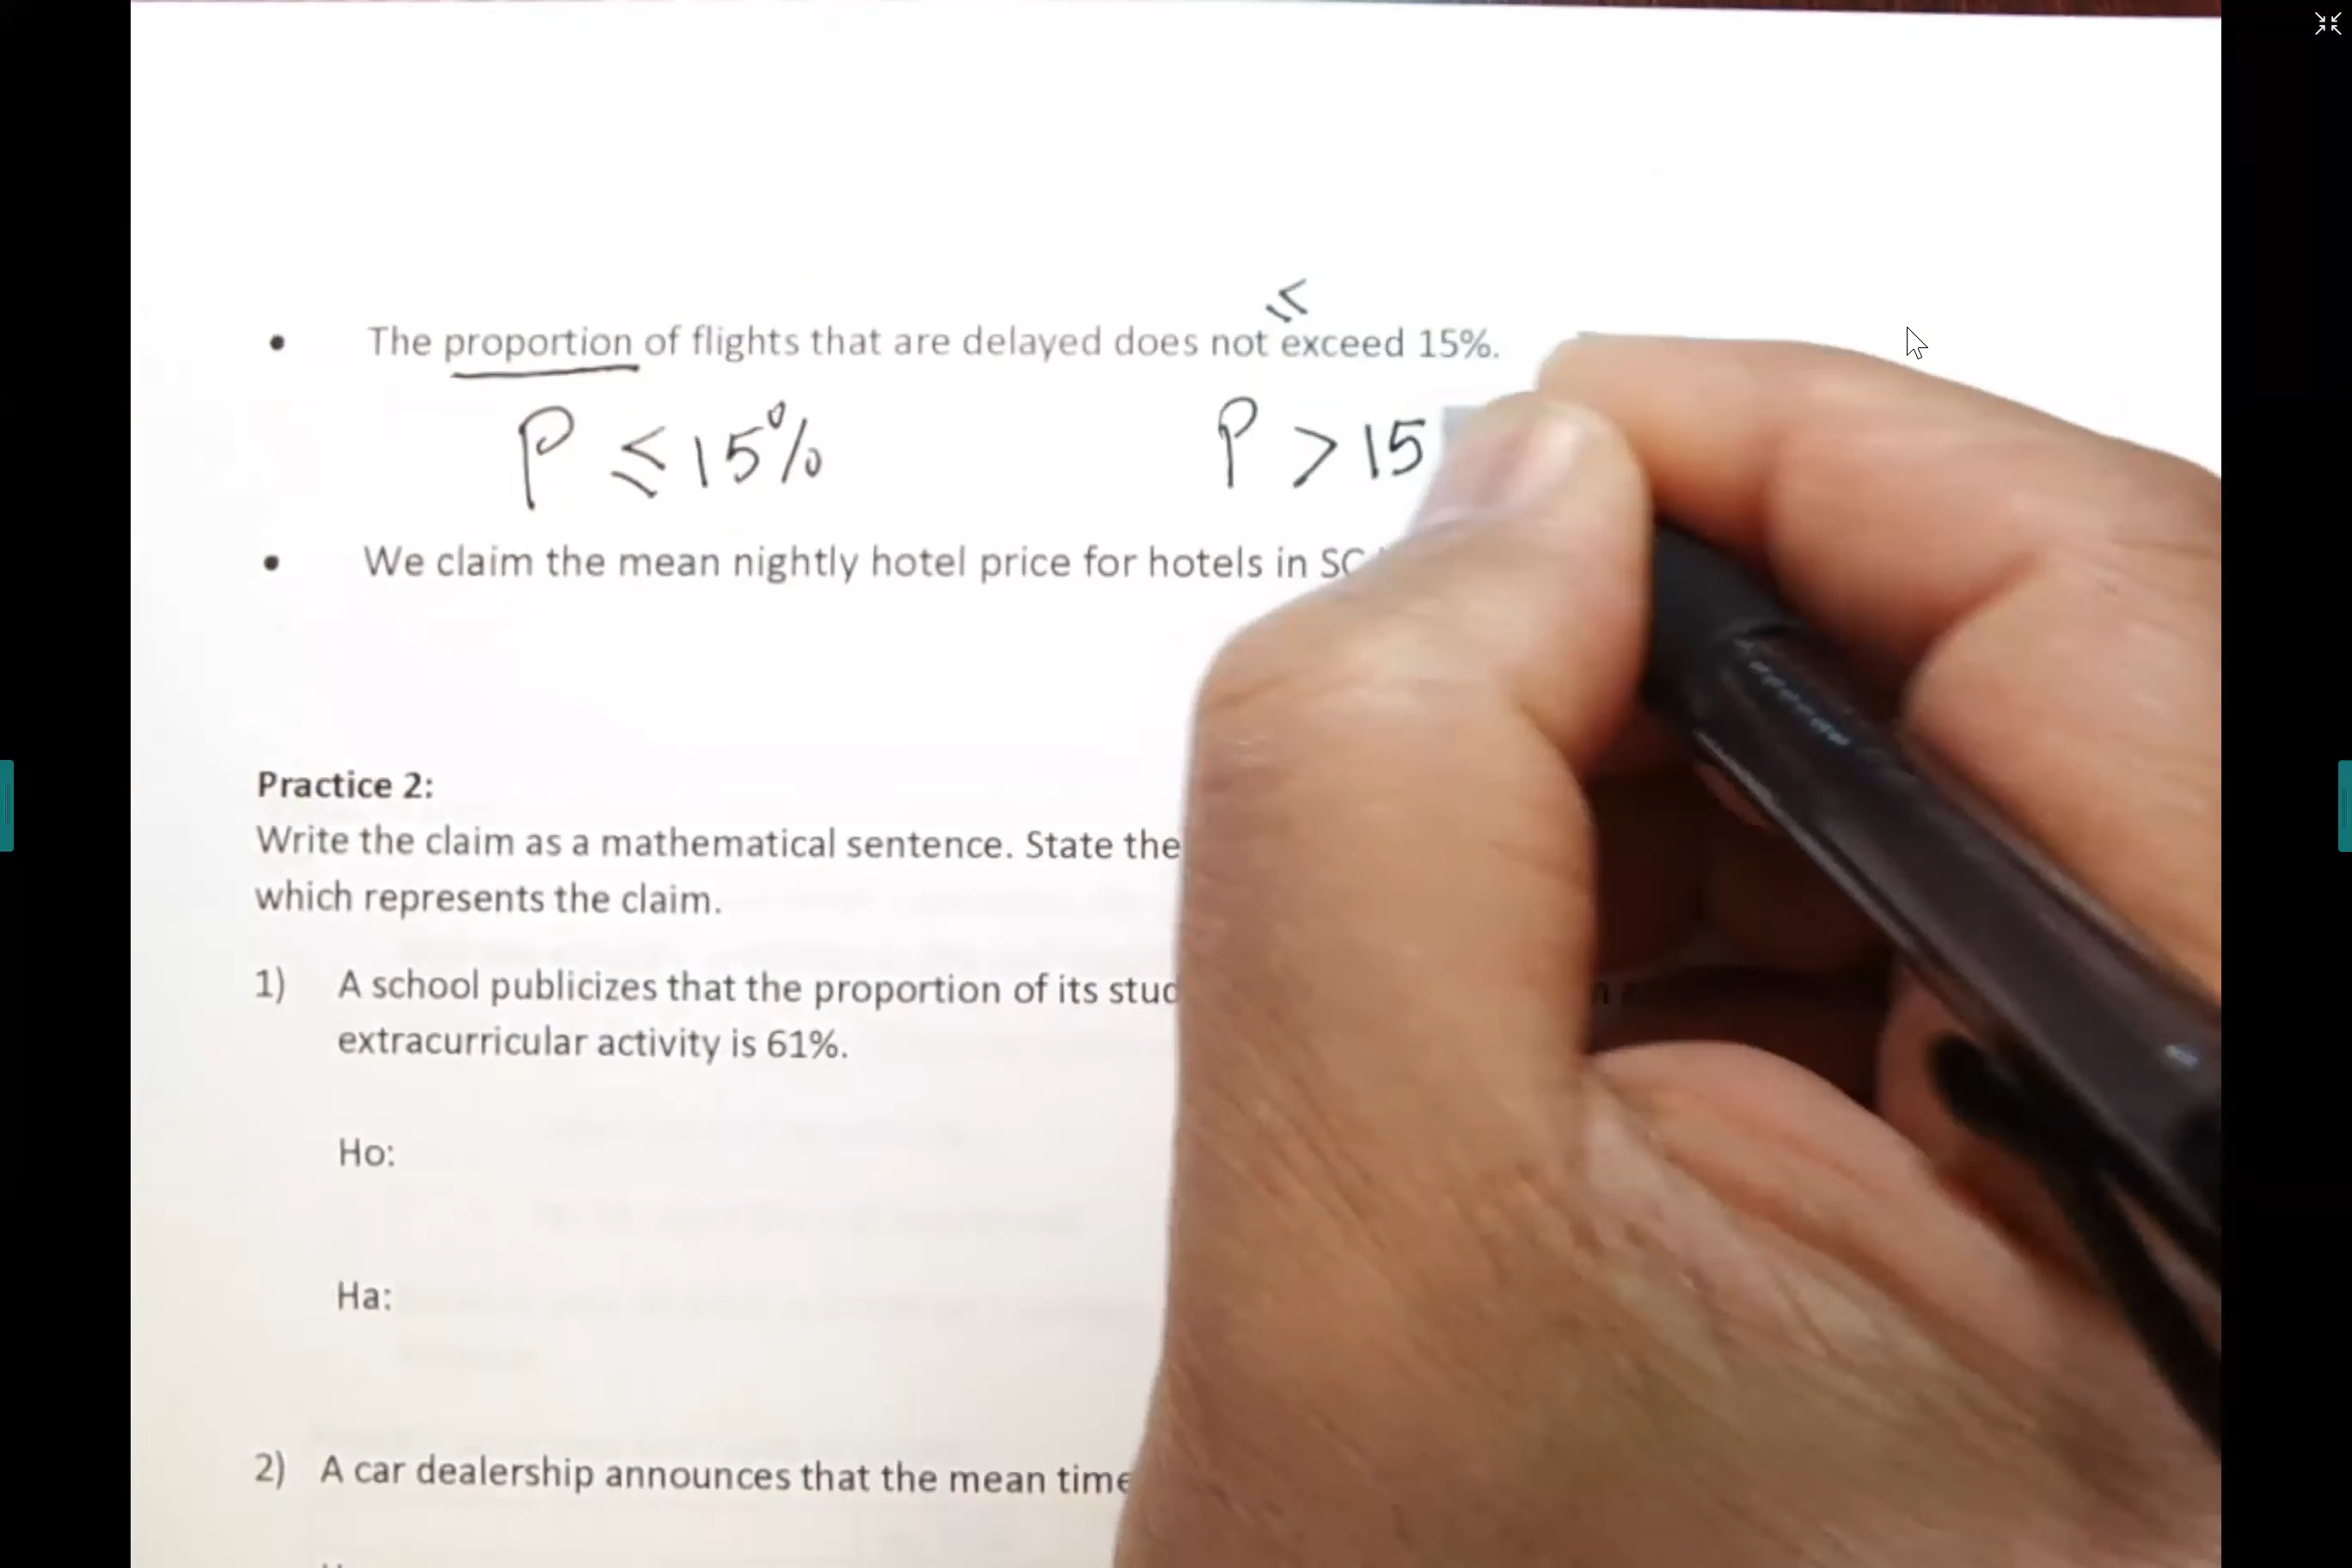 ≤
• The proportion of flights that are delayed does not exceed 15%.
P ≤ 15% P > 15
• We claim the mean nightly hotel price for hotels in SC
Practice 2:
Write the claim as a mathematical sentence. State the
which represents the claim.
1) A school publicizes that the proportion of its
extracurricular activity is 61%.
Ho:
Ha:
2) A car dealership announces that the mean time